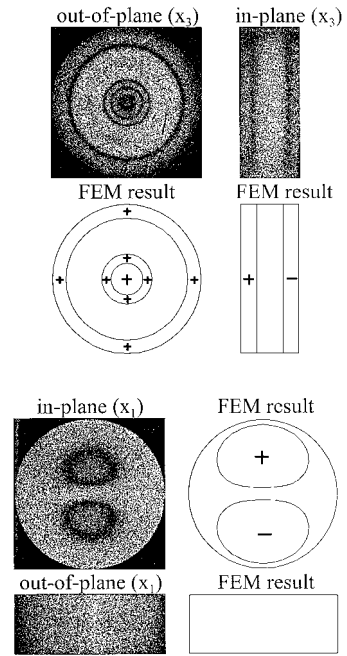 out-of-plane (x3) in-plane (x3)
FEM result FEM result
+
+
+ + + + + + -
+
+
in-plane (x1) FEM result
+
-
out-of-plane (x1) FEM result